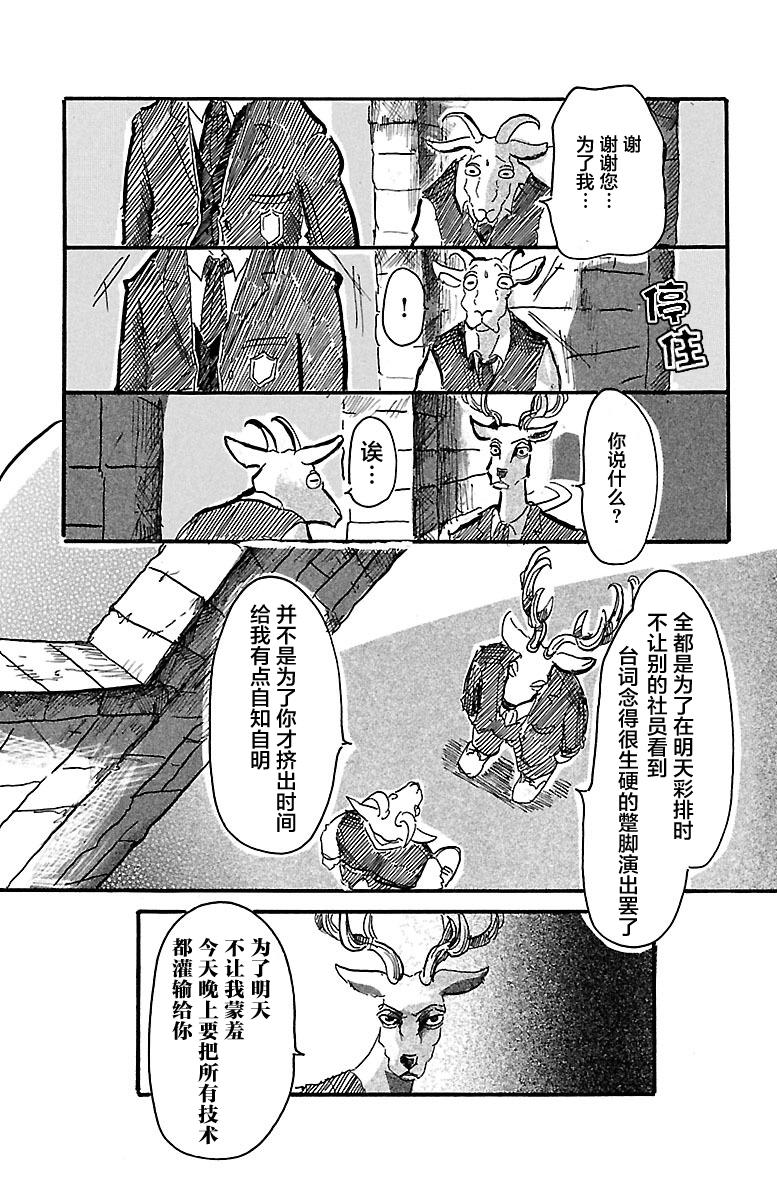 谢
谢谢您…
为了我…
停住
！
你说什么？
诶…
全都是为了在明天彩排时
不让别的社员看到
台词念得很生硬的蹩脚演出罢了
并不是为了你才挤出时间
给我有点自知自明
为了明天
不让我蒙羞
今天晚上要把所有技术
都灌输给你